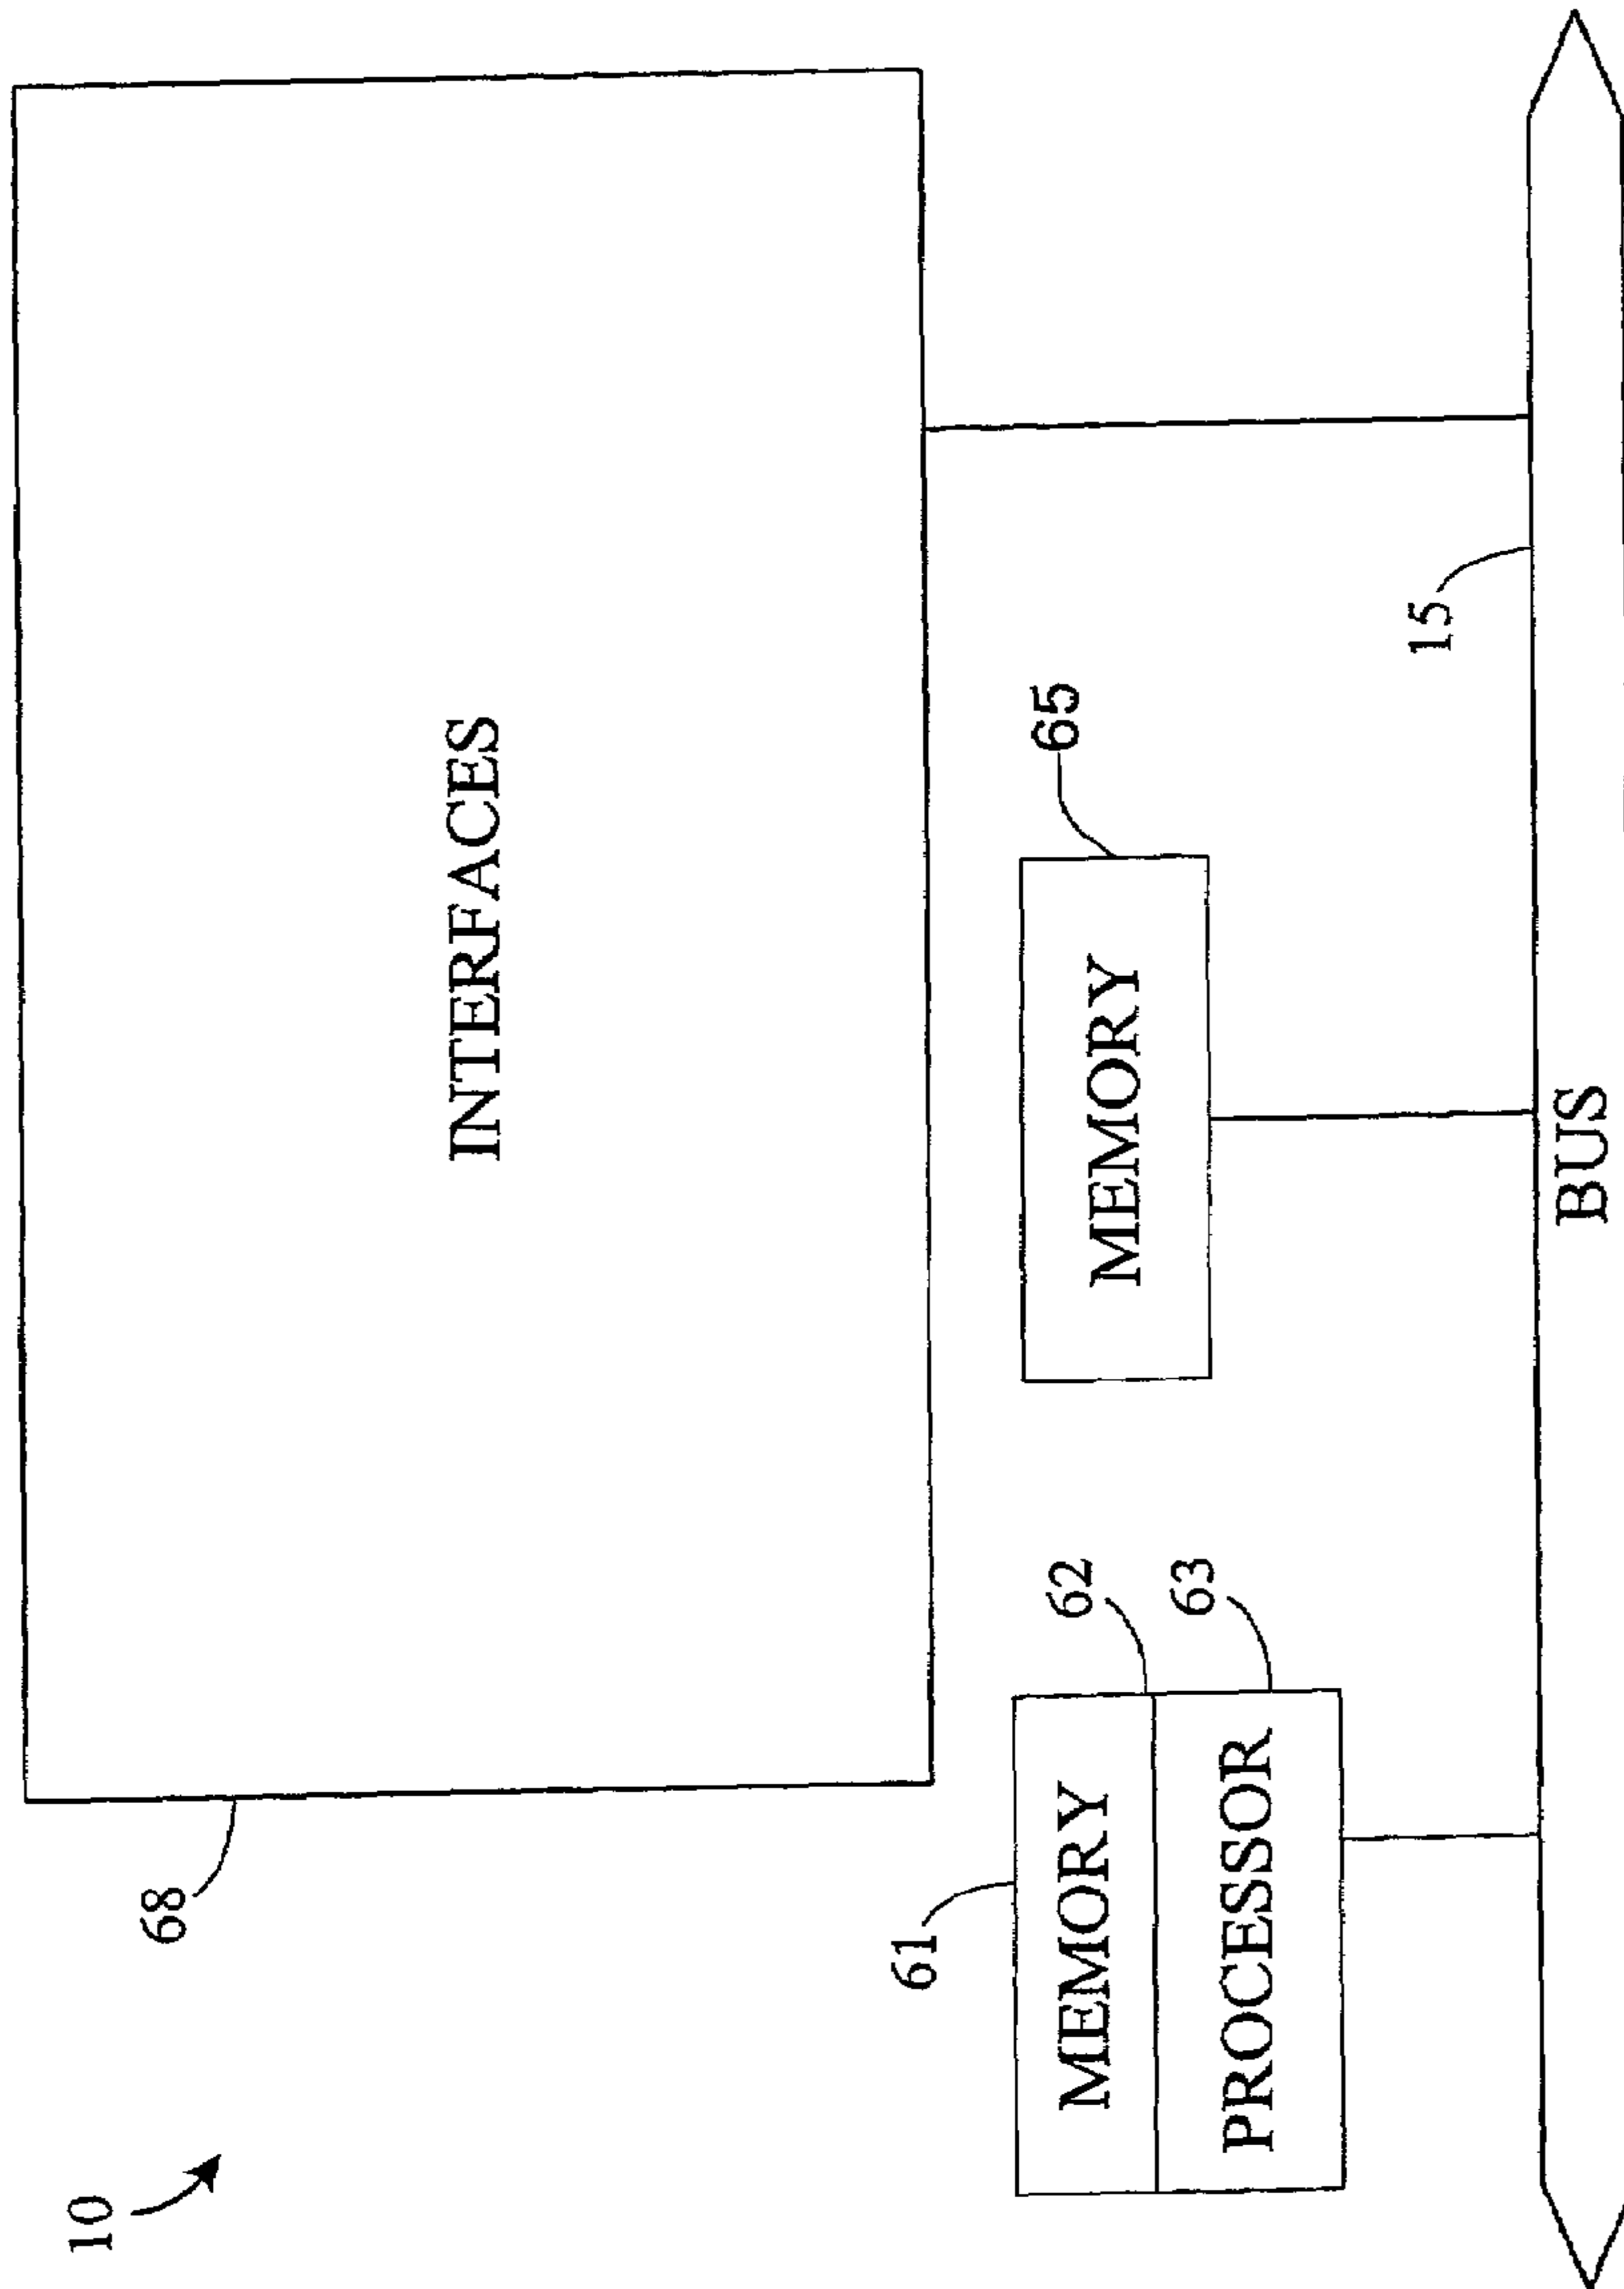 10
68
INTERFACES
61
MEMORY
62
PROCESSOR
63
MEMORY
65
15
BUS